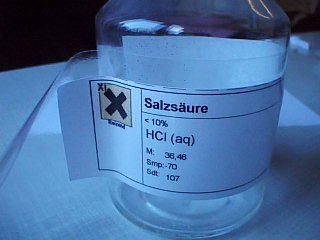 Xi
Salzsäure
< 10%
HCl (aq)
M: 36,46
Smp:-70
Sdt: 107
Reizend